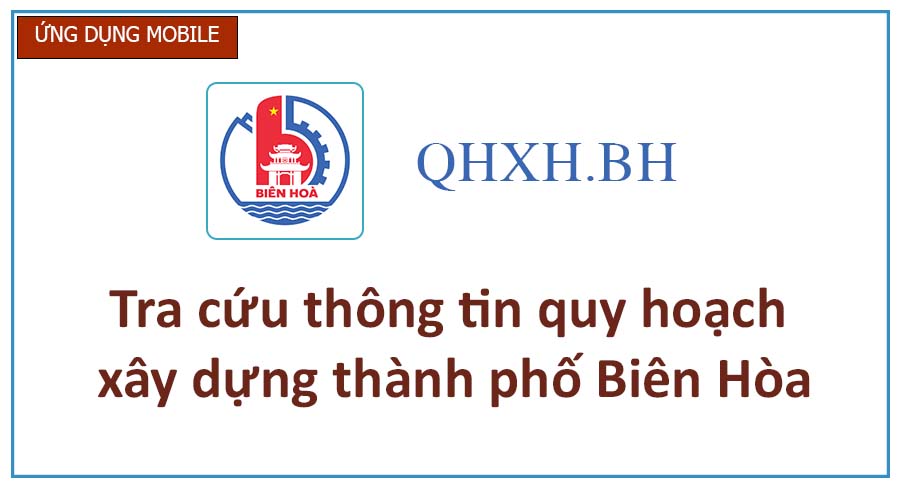 ỨNG DỤNG MOBILE
BIÊN HOÀ
QHXH.BH
Tra cứu thông tin quy hoạch
xây dựng thành phố Biên Hòa